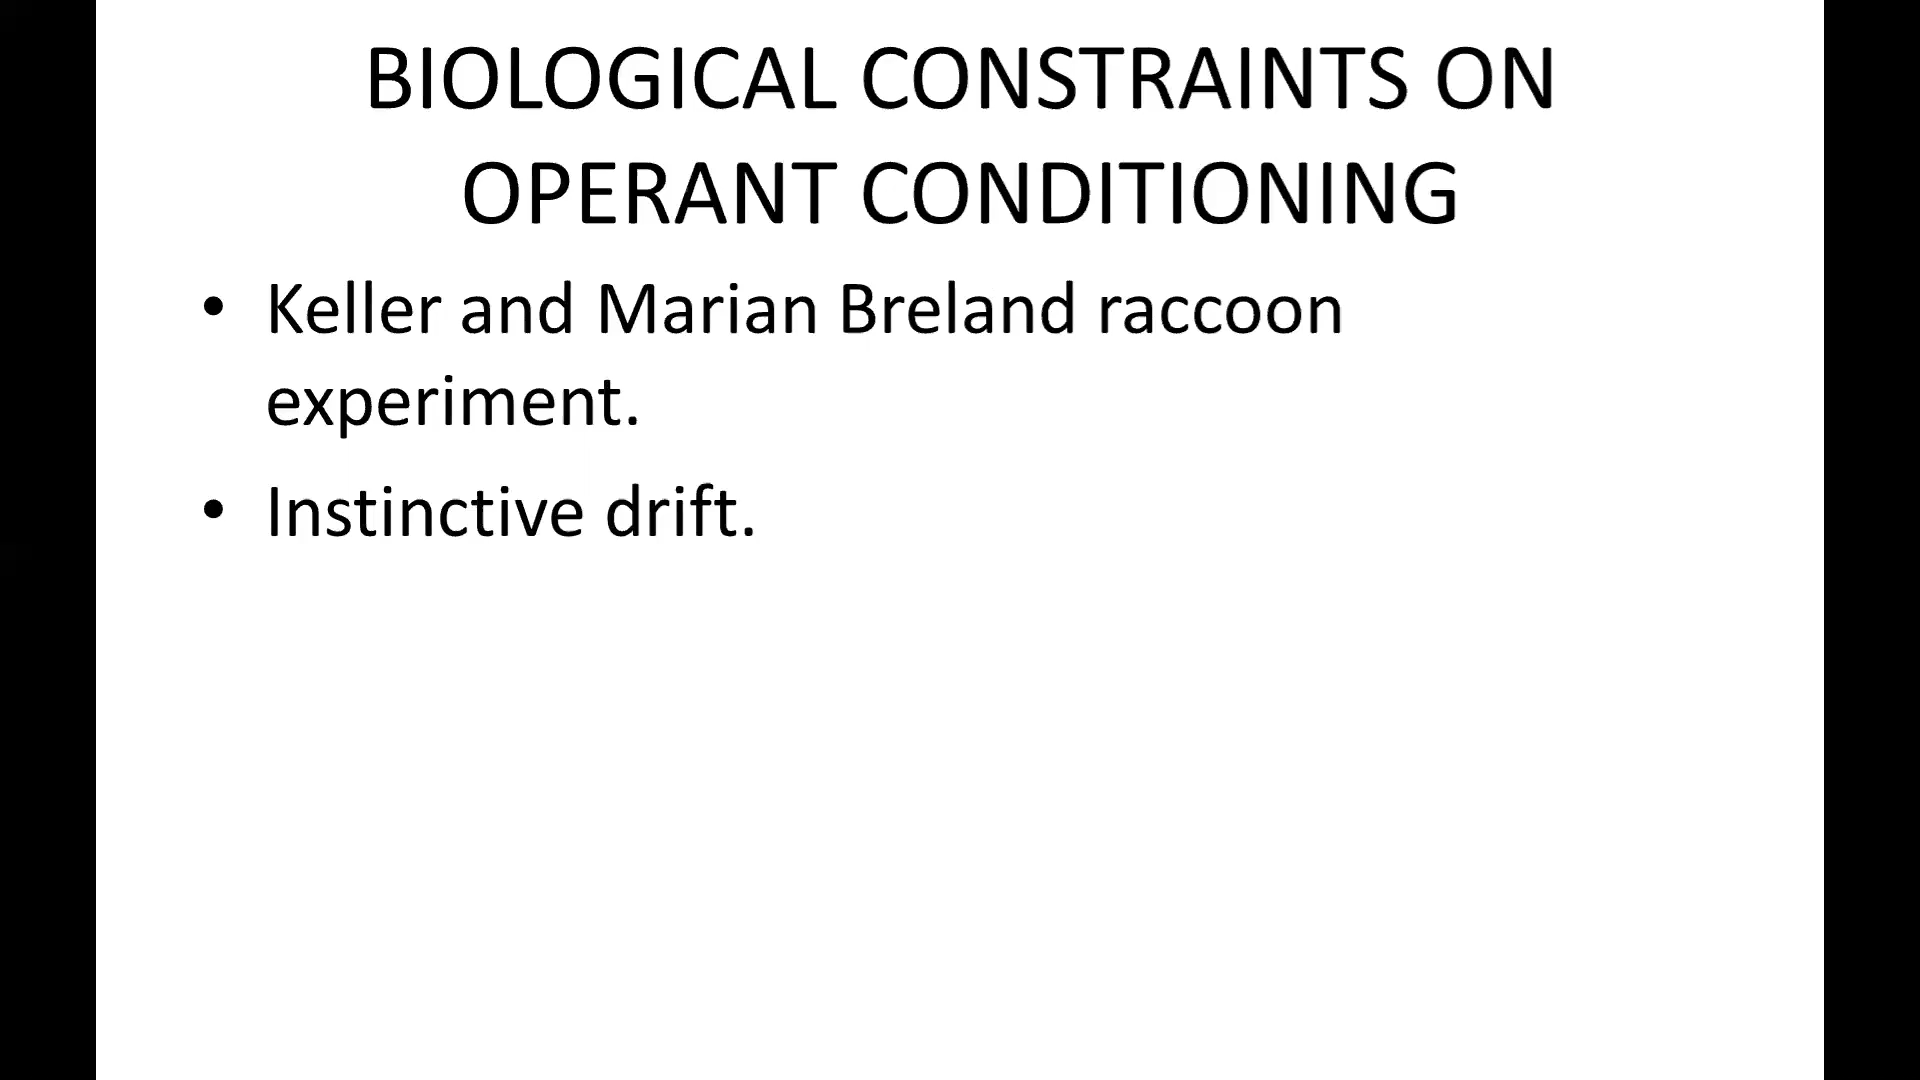 BIOLOGICAL CONSTRAINTS ON
OPERANT CONDITIONING
• Keller and Marian Breland raccoon
experiment.
• Instinctive drift.